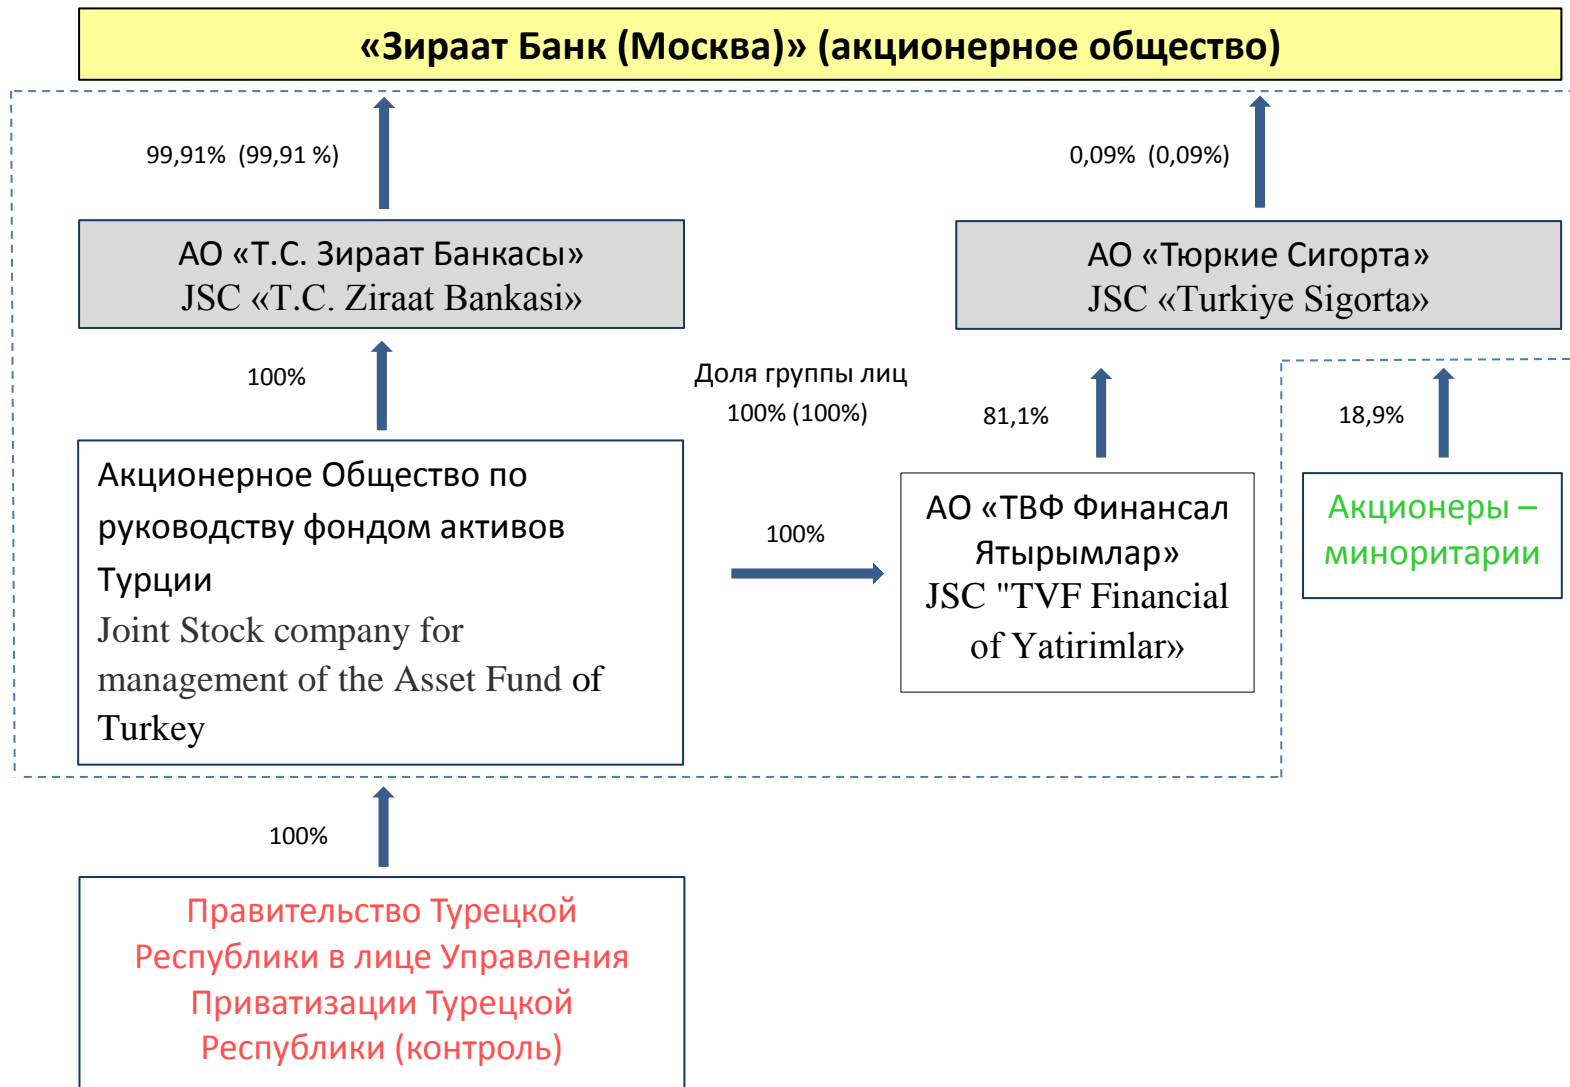 «Зираат Банк (Москва)» (акционерное общество)
99,91% (99,91 %)
0,09% (0,09%)
АО «Т.С. Зираат Банкасы»
JSC «T.C. Ziraat Bankasi»
АО «Тюркие Сигорта»
JSC «Turkiye Sigorta»
100%
Доля группы лиц
100% (100%)
81,1%
18,9%
Акционерное Общество по
руководству фондом активов
Турции
Joint Stock company for
management of the Asset Fund of
Turkey
100%
АО «ТВФ Финансал
Ятырымлар»
JSC "TVF Financial
of Yatirimlar»
Акционеры –
миноритарии
100%
Правительство Турецкой
Республики в лице Управления
Приватизации Турецкой
Республики (контроль)